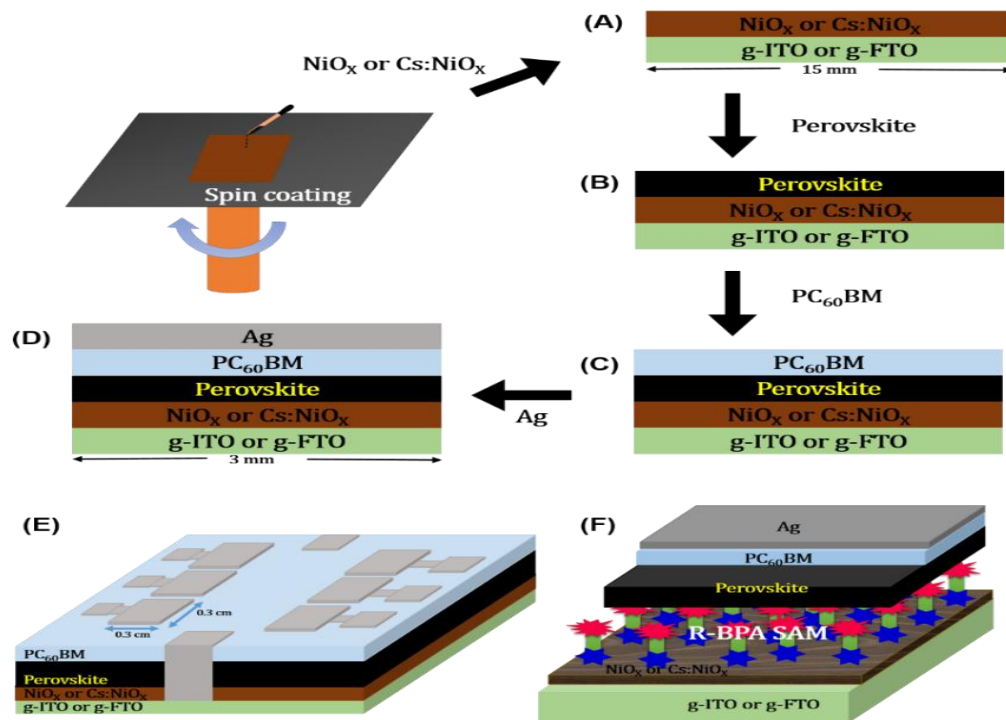 NiOX or Cs:NiOX
Spin coating
(A)
NiOX or Cs:NiOX
g-ITO or g-FTO
15 mm
Perovskite
(B)
Perovskite
NiOX or Cs:NiOX
g-ITO or g-FTO
PC60BM
(C)
PC60BM
Perovskite
NiOX or Cs:NiOX
g-ITO or g-FTO
Ag
(D)
Ag
PC60BM
Perovskite
NiOX or Cs:NiOX
g-ITO or g-FTO
3 mm
(E)
0.3 cm
0.3 cm
PC60BM
Perovskite
NiOX or Cs:NiOX
g-ITO or g-FTO
(F)
Ag
PC60BM
Perovskite
R-BPA SAM
NiOX or Cs:NiOX
g-ITO or g-FTO